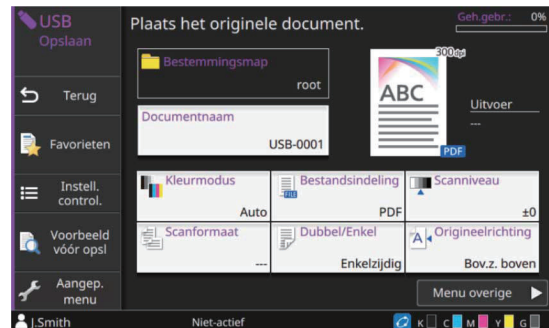 USB
Opslaan
Plaats het originele document.
Geh.gebr.: 0%
Terug
Favorieten
Instell.
control.
Voorbeeld
vóór opsl
Aangep.
menu
Bestemmingsmap
root
Documentnaam
USB-0001
300dpi
ABC
PDF
Uitvoer
---
Kleurmodus
Auto
Bestandsindeling
FILE
PDF
Scanniveau
±0
Scanformaat
---
Dubbel/Enkel
Enkelzijdig
A
Origineelrichting
Bov.z. boven
Menu overige
J.Smith
Niet-actief
K C M Y G